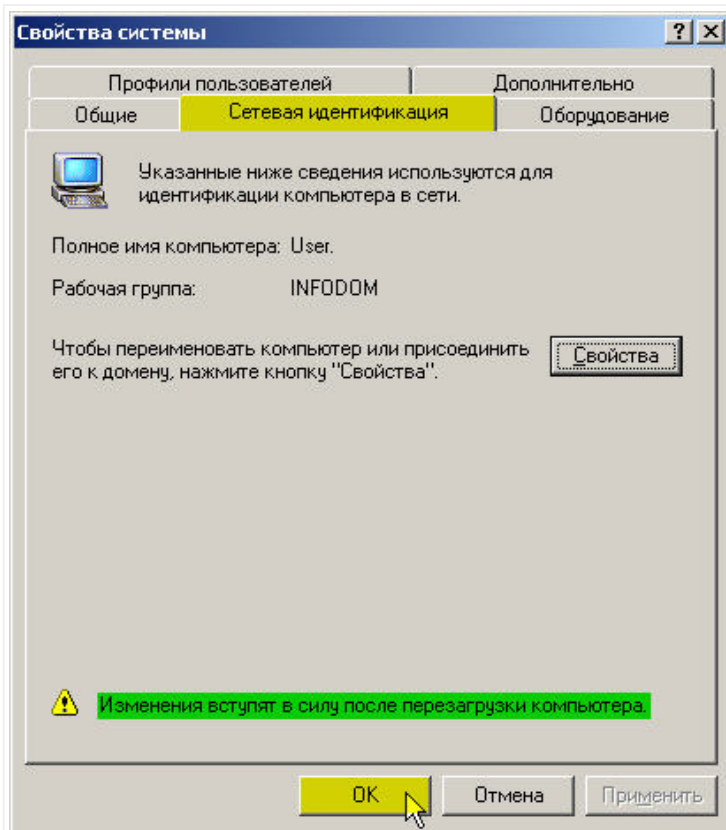 Свойства системы
Профили пользователей
Дополнительно
Общие
Сетевая идентификация
Оборудование
Указанные ниже сведения используются для
идентификации компьютера в сети.
Полное имя компьютера: User.
Рабочая группа: INFODOM
Чтобы переименовать компьютер или присоединить
его к домену, нажмите кнопку "Свойства".
Свойства
Изменения вступят в силу после перезагрузки компьютера.
OK
Отмена
Применить